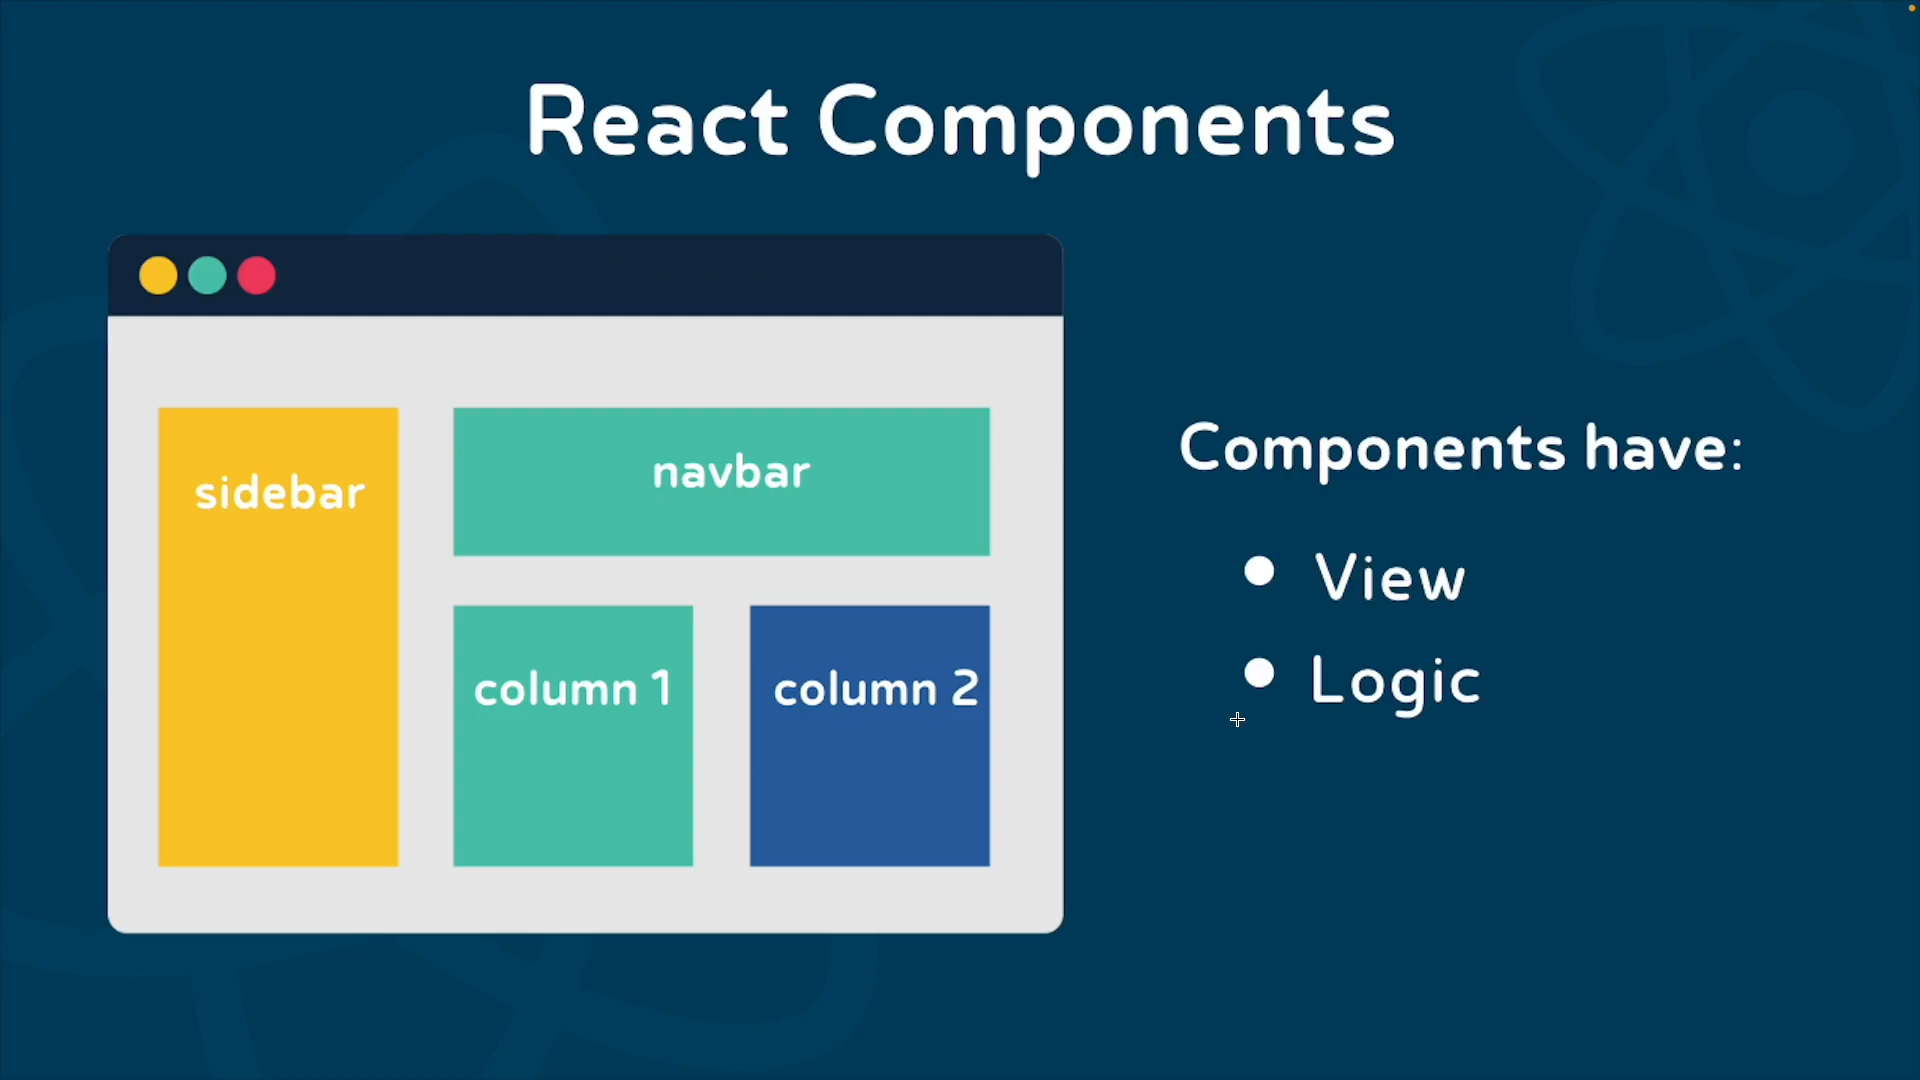 React Components
sidebar
navbar
column 1
column 2
Components have:
• View
• Logic